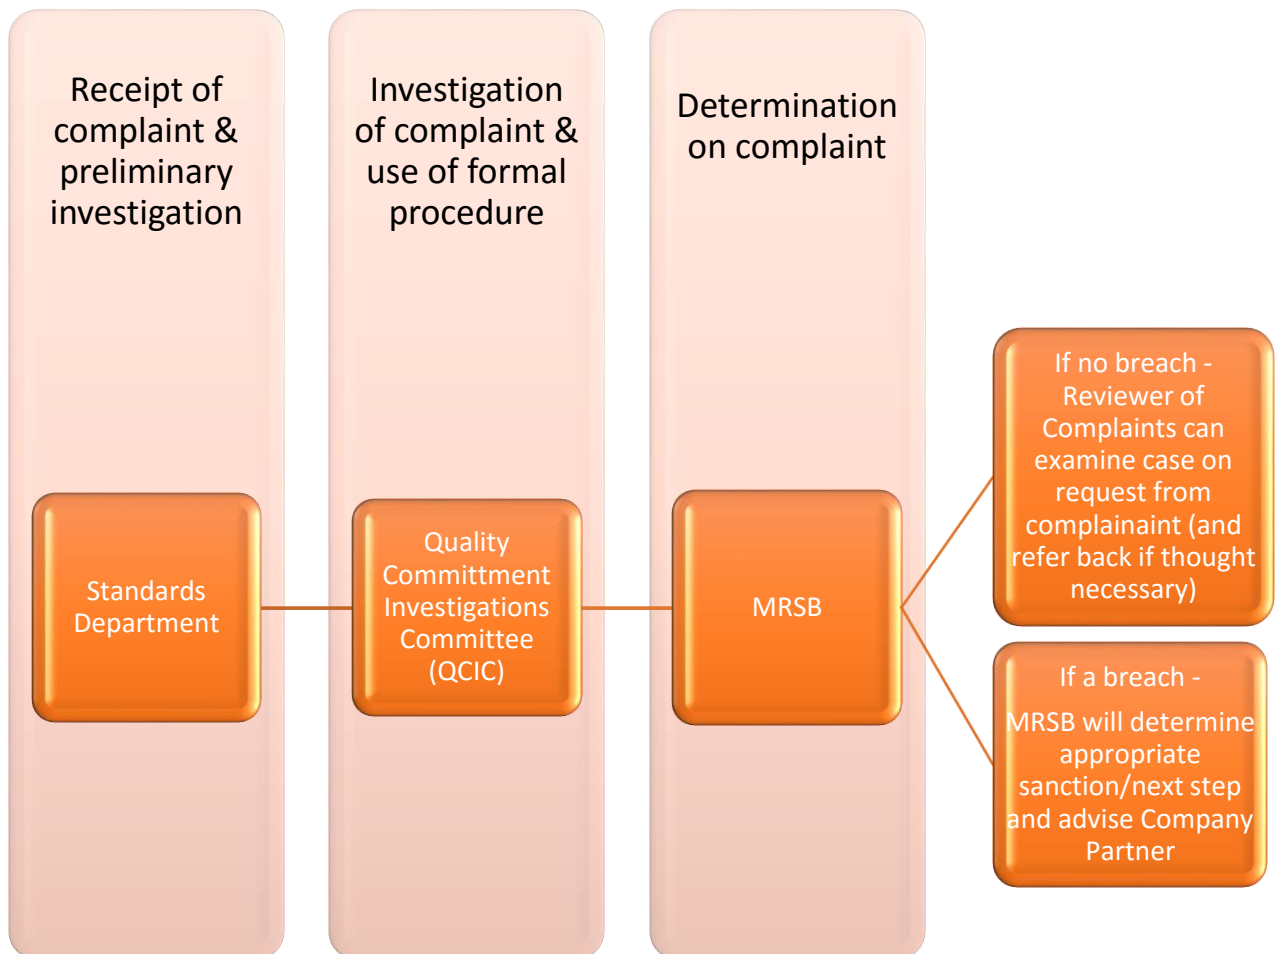 Receipt of
complaint &
preliminary
investigation
Investigation
of complaint &
use of formal
procedure
Determination
on complaint
Standards
Department
Quality
Committment
Investigations
Committee
(QCIC)
MRSB
If no breach -
Reviewer of
Complaints can
examine case on
request from
complainaint (and
refer back if thought
necessary)
If a breach -
MRSB will determine
appropriate
sanction/next step
and advise Company
Partner